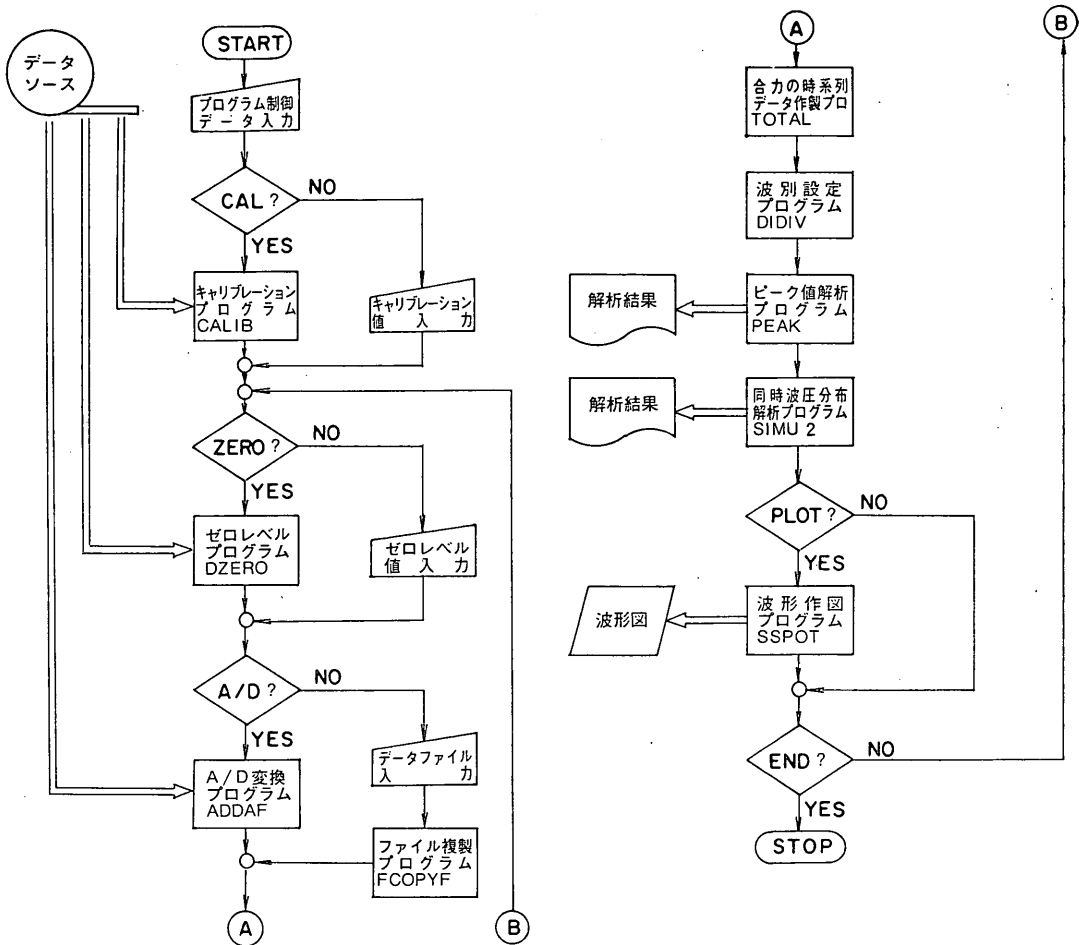 データ
ソース
START
プログラム制御
データ入力
CAL ?
NO
YES
キャリブレーション
プログラム
CALIB
キャリブレーション
値入力
ZERO ?
NO
YES
ゼロレベル
プログラム
DZERO
ゼロレベル
値入力
A/D ?
NO
YES
A/D変換
プログラム
ADDAF
データファイル
入力
ファイル複製
プログラム
FCOPYF
A
B
A
合力の時系列
データ作製プロ
TOTAL
波別設定
プログラム
DIDIV
ピーク値解析
プログラム
PEAK
解析結果
同時波圧分布
解析プログラム
SIMU 2
解析結果
PLOT ?
NO
YES
波形作図
プログラム
SSPOT
波形図
END ?
NO
YES
STOP
B